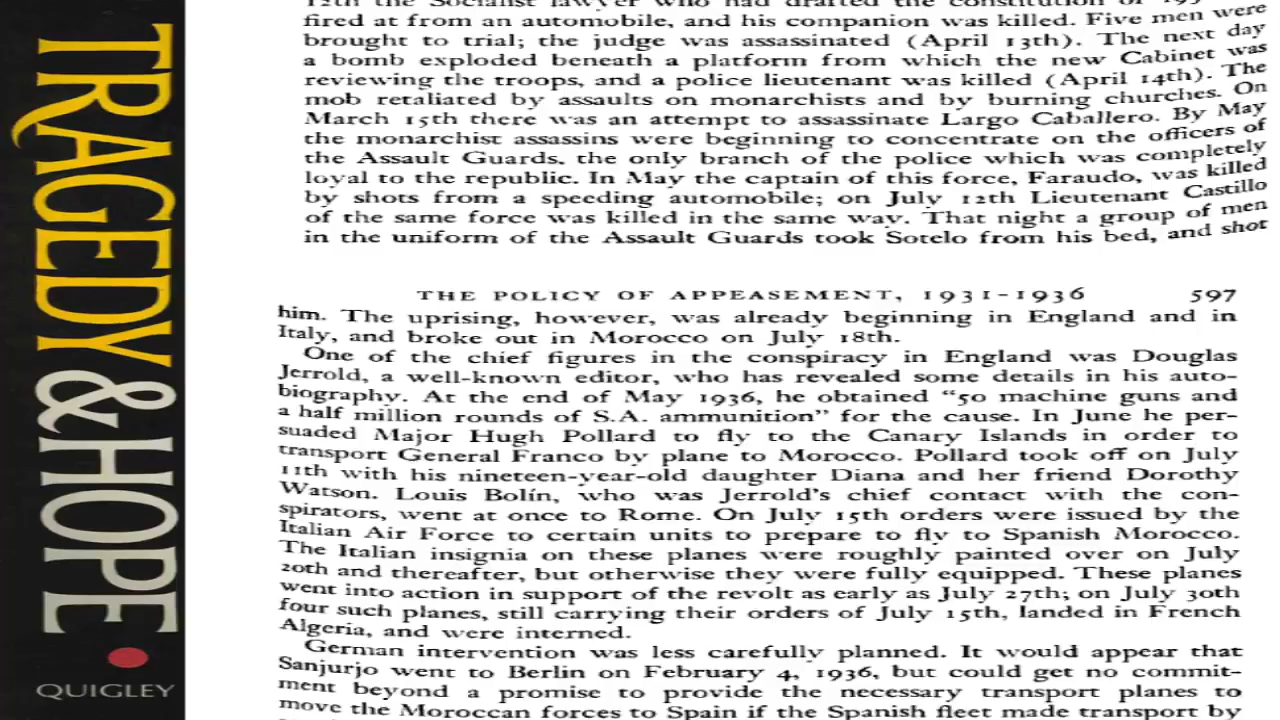 TRAGEDY & HOPE
QUIGLEY
12th the Socialist lawyer who had drafted the constitution of
fired at from an automobile, and his companion was killed. Five men were
brought to trial; the judge was assassinated (April 13th). The next day
a bomb exploded beneath a platform from which the new Cabinet was
reviewing the troops, and a police lieutenant was killed (April 14th). The
mob retaliated by assaults on monarchists and by burning churches. On
March 15th there was an attempt to assassinate Largo Caballero. By May
the monarchist assassins were beginning to concentrate on the officers of
the Assault Guards, the only branch of the police which was completely
loyal to the republic. In May the captain of this force, Faraudo, was killed
by shots from a speeding automobile; on July 12th Lieutenant Castillo
of the same force was killed in the same way. That night a group of men
in the uniform of the Assault Guards took Sotelo from his bed, and shot
THE POLICY OF APPEASEMENT, 1931-1936 597
him. The uprising, however, was already beginning in England and in
Italy, and broke out in Morocco on July 18th.
One of the chief figures in the conspiracy in England was Douglas
Jerrold, a well-known editor, who has revealed some details in his auto-
biography. At the end of May 1936, he obtained "50 machine guns and
a half million rounds of S.A. ammunition" for the cause. In June he per-
suaded Major Hugh Pollard to fly to the Canary Islands in order to
transport General Franco by plane to Morocco. Pollard took off on July
11th with his nineteen-year-old daughter Diana and her friend Dorothy
Watson. Louis Bolín, who was Jerrold's chief contact with the con-
spirators, went at once to Rome. On July 15th orders were issued by the
Italian Air Force to certain units to prepare to fly to Spanish Morocco.
The Italian insignia on these planes were roughly painted over on July
20th and thereafter, but otherwise they were fully equipped. These planes
went into action in support of the revolt as early as July 27th; on July 30th
four such planes, still carrying their orders of July 15th, landed in French
Algeria, and were interned.
German intervention was less carefully planned. It would appear that
Sanjurjo went to Berlin on February 4, 1936, but could get no commit-
ment beyond a promise to provide the necessary transport planes to
move the Moroccan forces to Spain if the Spanish fleet made transport by